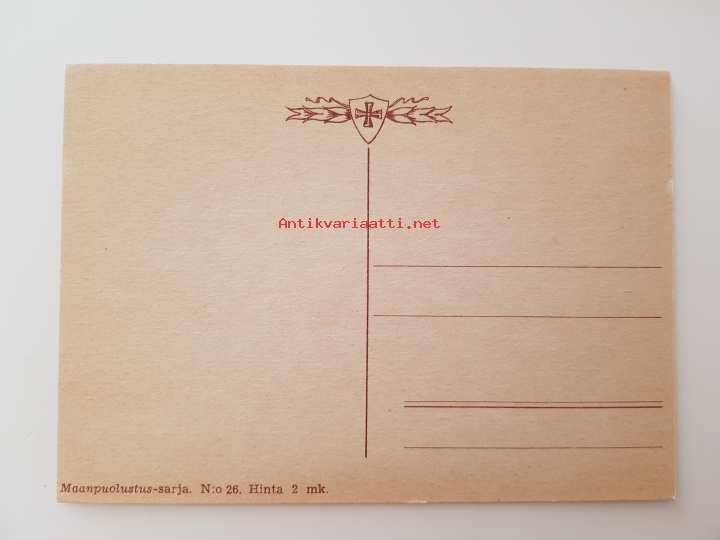 Antikvariaatti.net
Maanpuolustus-sarja. N:o 26. Hinta 2 mk.